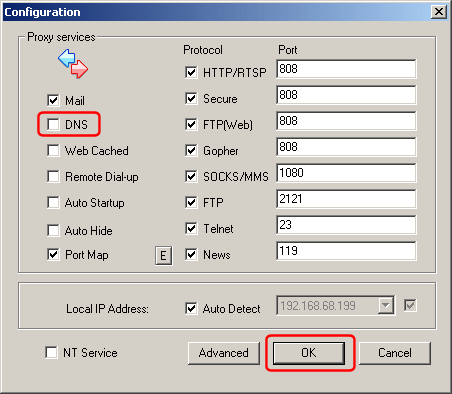 Configuration
Proxy services
Protocol Port
HTTP/RTSP 808
Mail Secure 808
DNS FTP(Web) 808
Web Cached Gopher 808
Remote Dial-up SOCKS/MMS 1080
Auto Startup FTP 2121
Auto Hide Telnet 23
Port Map E News 119
Local IP Address: Auto Detect 192.168.68.199
NT Service Advanced OK Cancel